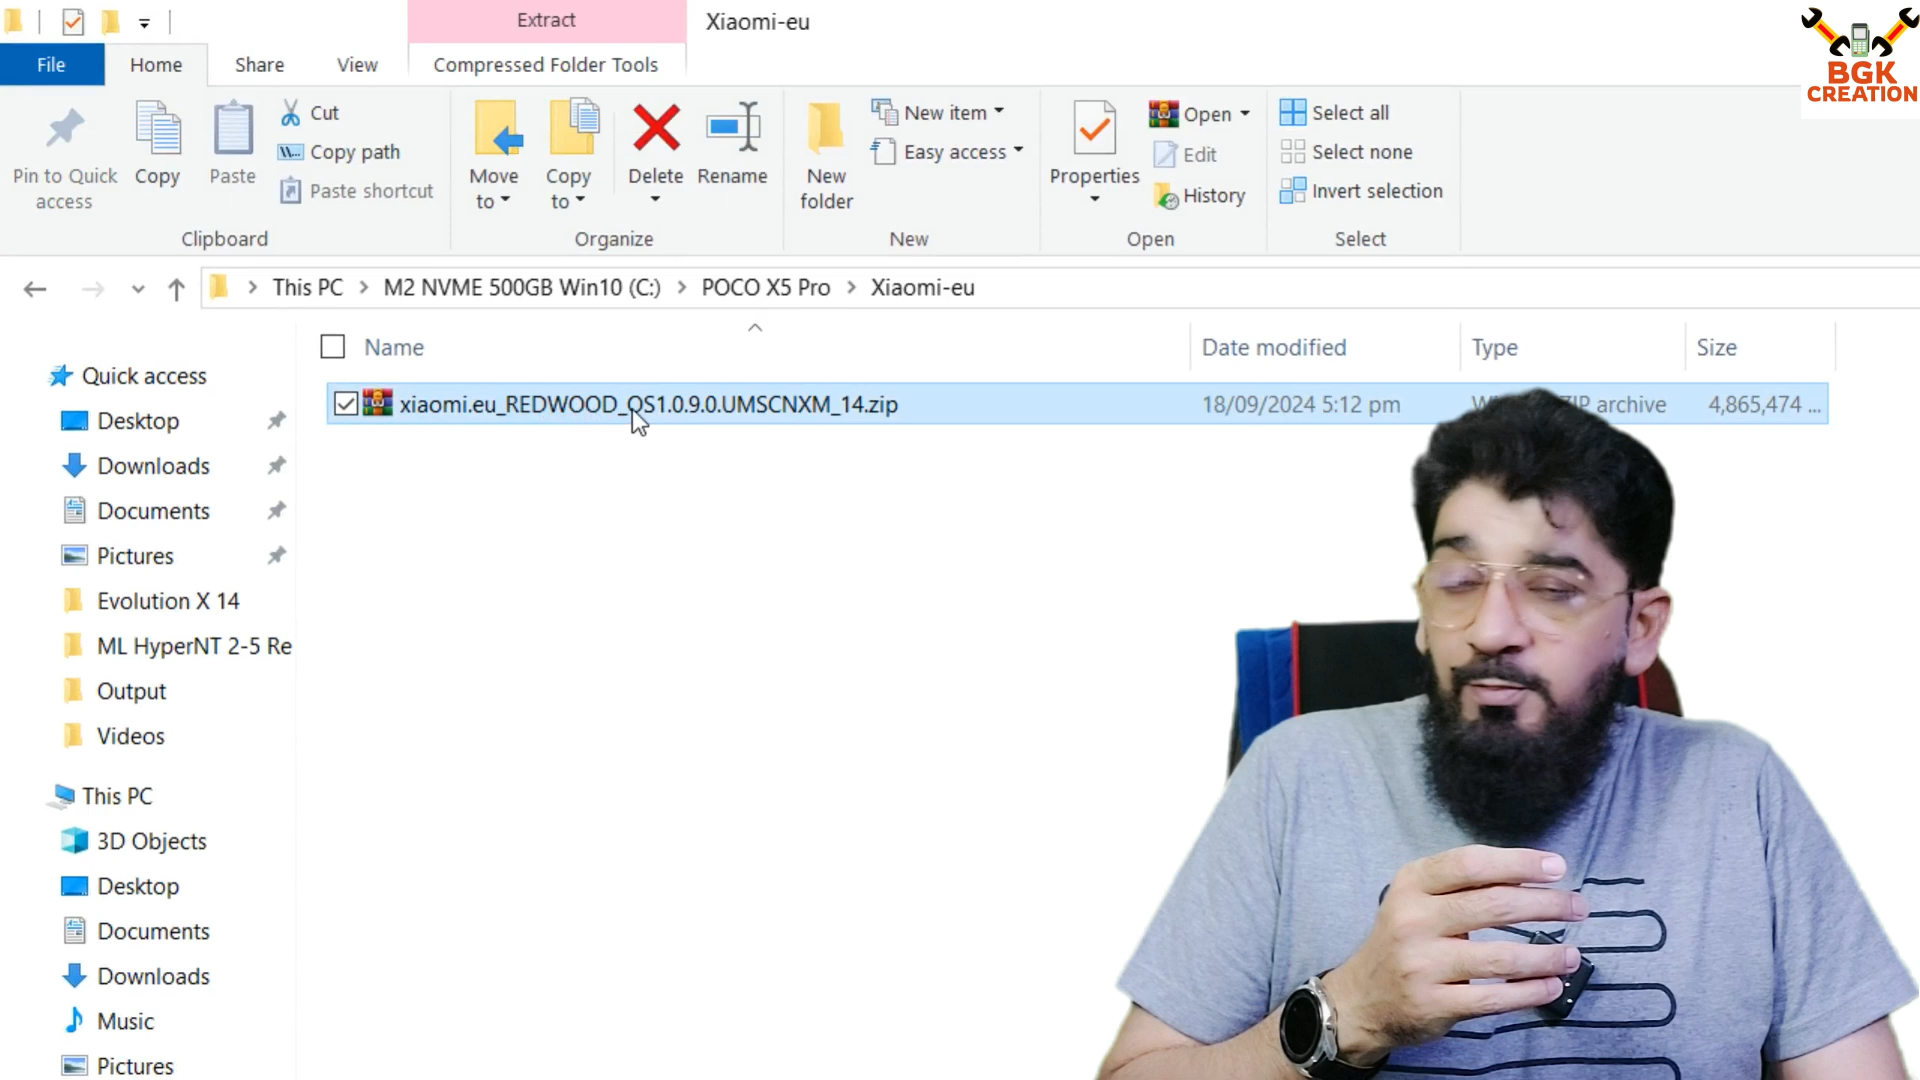 Extract
Xiaomi-eu
File
Home
Share
View
Compressed Folder Tools
Pin to Quick access
Copy
Paste
Cut
Copy path
Paste shortcut
Clipboard
Move to
Copy to
Delete
Rename
Organize
New folder
New item
Easy access
New
Properties
Open
Edit
History
Open
Select all
Select none
Invert selection
Select
BGK
CREATION
This PC > M2 NVME 500GB Win10 (C:) > POCO X5 Pro > Xiaomi-eu
Name
Date modified
Type
Size
xiaomi.eu_REDWOOD_OS1.0.9.0.UMSCNXM_14.zip
18/09/2024 5:12 pm
ZIP archive
4,865,474 ...
Quick access
Desktop
Downloads
Documents
Pictures
Evolution X 14
ML HyperNT 2-5 Re
Output
Videos
This PC
3D Objects
Desktop
Documents
Downloads
Music
Pictures